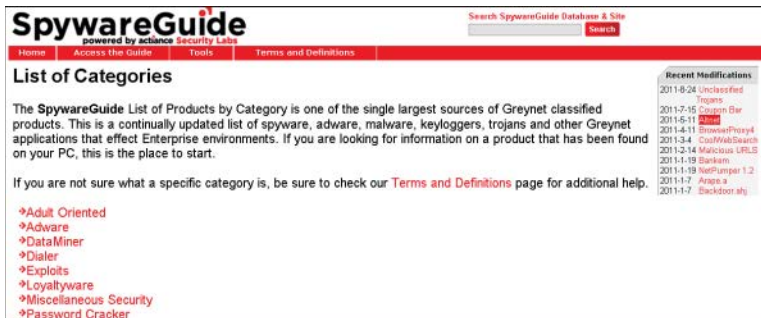 SpywareGuide
powered by actiance Security Labs
Search SpywareGuide Database & Site
Search
Home Access the Guide Tools Terms and Definitions
List of Categories
The SpywareGuide List of Products by Category is one of the single largest sources of Greynet classified
products. This is a continually updated list of spyware, adware, malware, keyloggers, trojans and other Greynet
applications that effect Enterprise environments. If you are looking for information on a product that has been found
on your PC, this is the place to start.
If you are not sure what a specific category is, be sure to check our Terms and Definitions page for additional help.
Adult Oriented
Adware
DataMiner
Dialer
Exploits
Loyaltyware
Miscellaneous Security
Password Cracker
Recent Modifications
2011-8-24 Unclassified
Trojans
2011-7-15 Coupon Bar
2011-5-11 Altnet
2011-4-11 BrowserProxy4
2011-3-4 CoolWebSearch
2011-2-14 Malicious URLS
2011-1-19 Bankem
2011-1-19 NetPumper 1.2
2011-1-7 Arape.a
2011-1-7 Backdoor.ahj